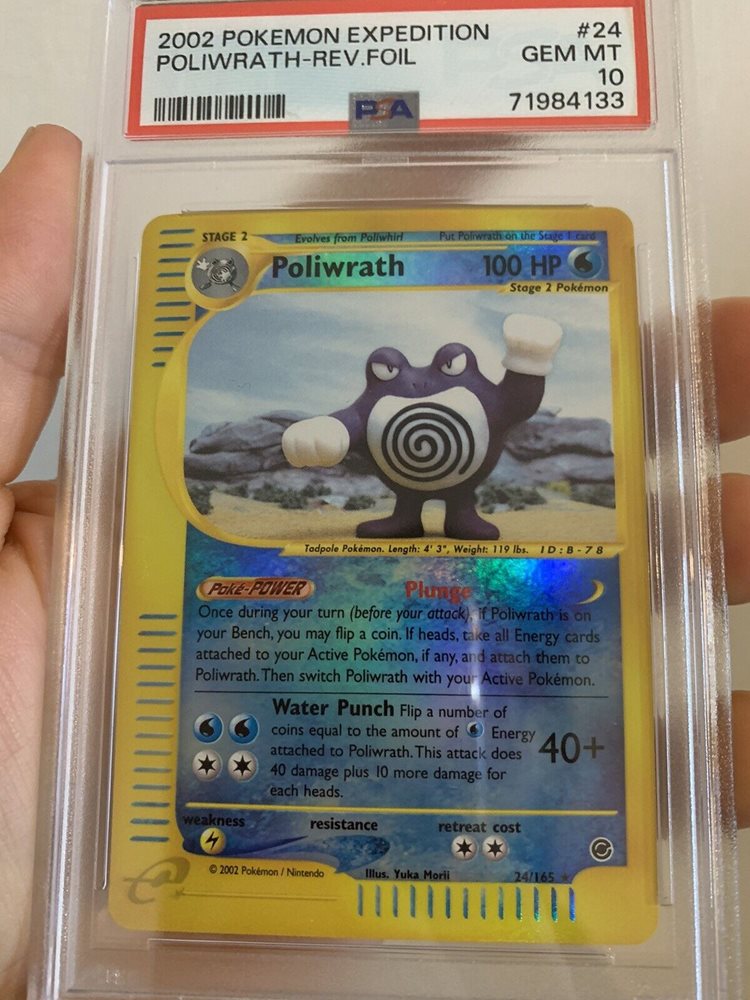 2002 POKEMON EXPEDITION #24
POLIWRATH-REV.FOIL GEM MT
10
PSA 71984133
STAGE 2 Evolves from Poliwhirl Put Poliwrath on the Stage 1 card
Poliwrath 100 HP
Stage 2 Pokémon
Tadpole Pokémon. Length: 4' 3", Weight: 119 lbs. ID:B-78
Poké-POWER Plunge
Once during your turn (before your attack), if Poliwrath is on
your Bench, you may flip a coin. If heads, take all Energy cards
attached to your Active Pokémon, if any, and attach them to
Poliwrath. Then switch Poliwrath with your Active Pokémon.
Water Punch Flip a number of
coins equal to the amount of Energy
attached to Poliwrath. This attack does 40+
40 damage plus 10 more damage for
each heads.
weakness resistance retreat cost
© 2002 Pokémon / Nintendo Illus. Yuka Morii 24/165